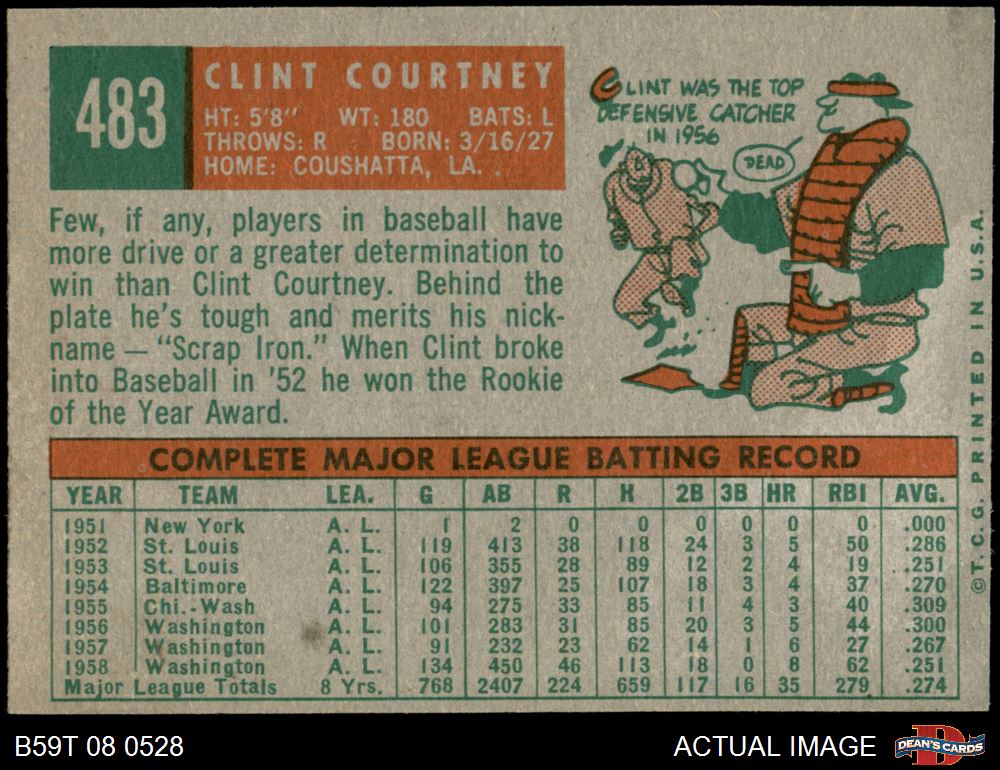 483
CLINT COURTNEY
HT: 5'8" WT: 180 BATS: L
THROWS: R BORN: 3/16/27
HOME: COUSHATTA, LA. .
CLINT WAS THE TOP
DEFENSIVE CATCHER
IN 1956
DEAD
Few, if any, players in baseball have
more drive or a greater determination to
win than Clint Courtney. Behind the
plate he's tough and merits his nick-
name — "Scrap Iron." When Clint broke
into Baseball in '52 he won the Rookie
of the Year Award.
COMPLETE MAJOR LEAGUE BATTING RECORD
YEAR TEAM LEA. G AB R H 2B 3B HR RBI AVG.
1951 New York A. L. 1 2 0 0 0 0 0 0 .000
1952 St. Louis A. L. 119 413 38 118 24 3 5 50 .286
1953 St. Louis A. L. 106 355 28 89 12 2 4 19 .251
1954 Baltimore A. L. 122 397 25 107 18 3 4 37 .270
1955 Chi.-Wash A. L. 94 275 33 85 11 4 3 40 .309
1956 Washington A. L. 101 283 31 85 20 3 5 44 .300
1957 Washington A. L. 91 232 23 62 14 1 6 27 .267
1958 Washington A. L. 134 450 46 113 18 0 8 62 .251
Major League Totals 8 Yrs. 768 2407 224 659 117 16 35 279 .274
©T. C. G. PRINTED IN U.S.A.
B59T 08 0528
ACTUAL IMAGE
D
DEAN'S CARDS